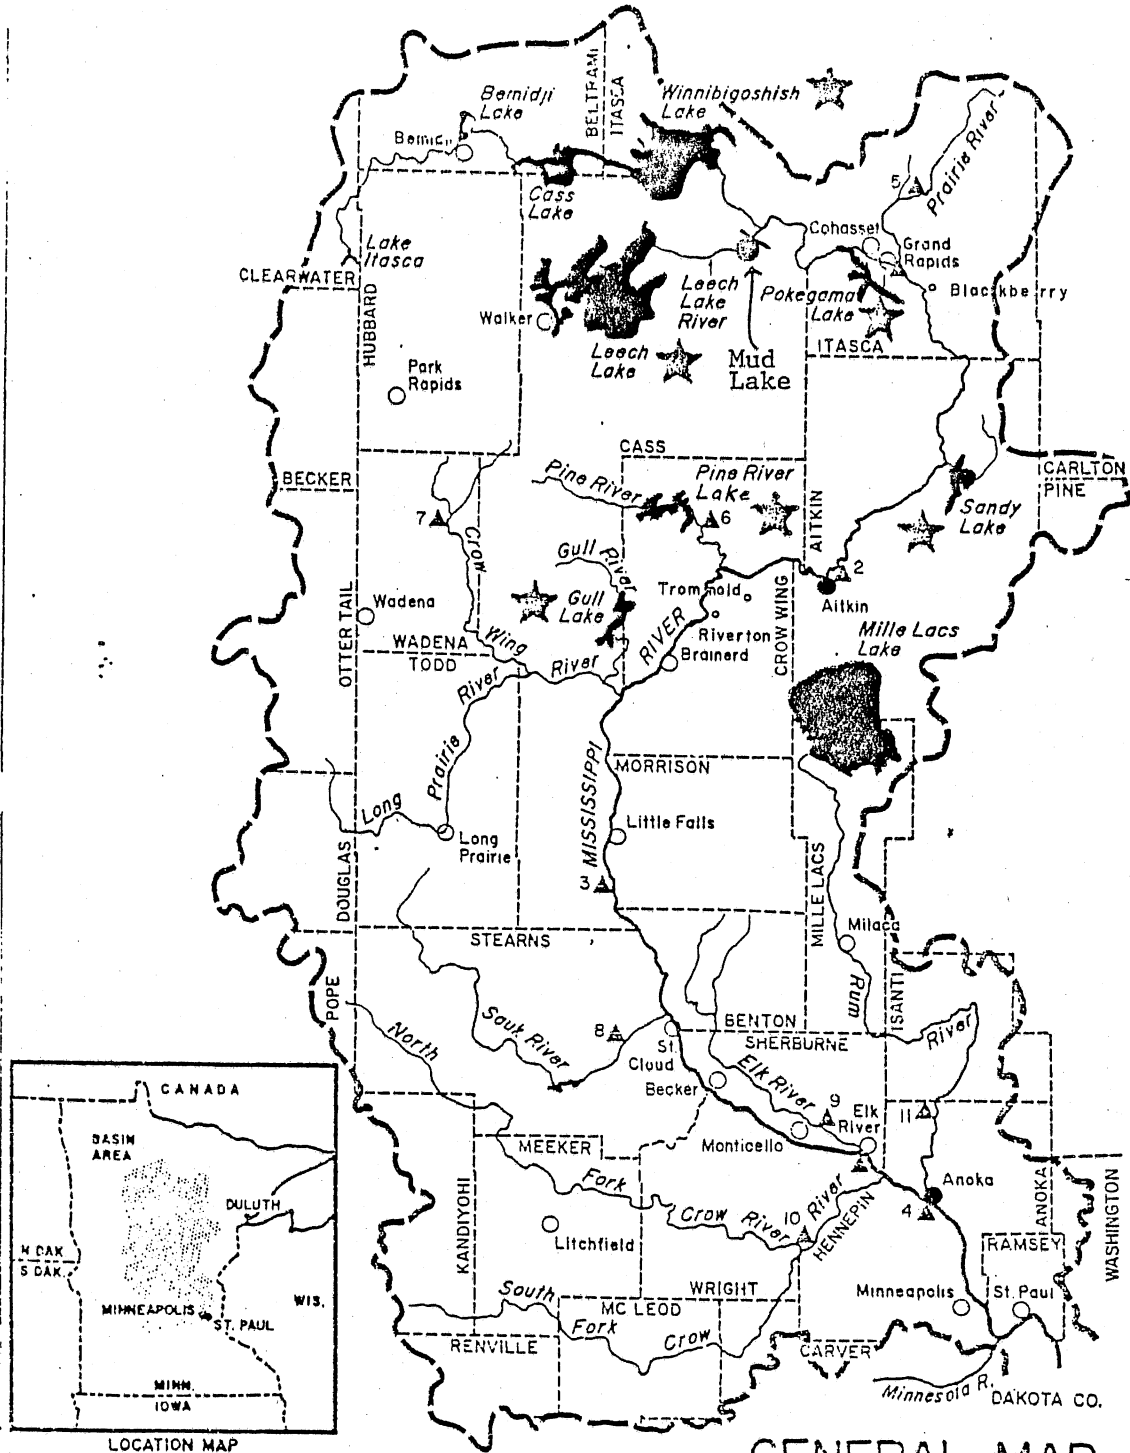 Bemidji
Lake
BELTRAMI
ITASCA
Winnibigoshish
Lake
Prairie River
5
Cass
Lake
Lake
Itasca
CLEARWATER
HUBBARD
Cohasset
Grand
Rapids
Blackberry
Leech
Lake
River
Pokegama
Lake
Walker
Leech
Lake
Mud
Lake
ITASCA
Park
Rapids
CASS
BECKER
Pine River
Pine River
Lake
AITKIN
CARLTON
PINE
Sandy
Lake
7
6
Crow
Gull
River
Gull
Lake
2
Aitkin
Trommald
Riverton
Brainerd
CROW WING
OTTER TAIL
Wadena
WADENA
TODD
Wing
River
RIVER
Mille Lacs
Lake
River
Prairie
Long
Long
Prairie
MISSISSIPPI
MORRISON
Little Falls
3
DOUGLAS
MILLE LACS
Milaca
STEARNS
POPE
Rum
ISANTI
River
North
Sauk River
8
St.
Cloud
BENTON
SHERBURNE
Becker
Elk River
9
Elk
River
11
Monticello
MEEKER
KANDIYOHI
Fork
Crow
River
10
River
HENNEPIN
Anoka
4
ANOKA
WASHINGTON
Litchfield
RAMSEY
Minneapolis
St. Paul
South
Fork
Crow
MC LEOD
WRIGHT
RENVILLE
CARVER
Minnesota R.
DAKOTA CO.
CANADA
BASIN
AREA
DULUTH
N DAK.
S DAK.
MINNEAPOLIS
ST. PAUL
WIS.
MINN.
IOWA
LOCATION MAP
GENERAL MAP